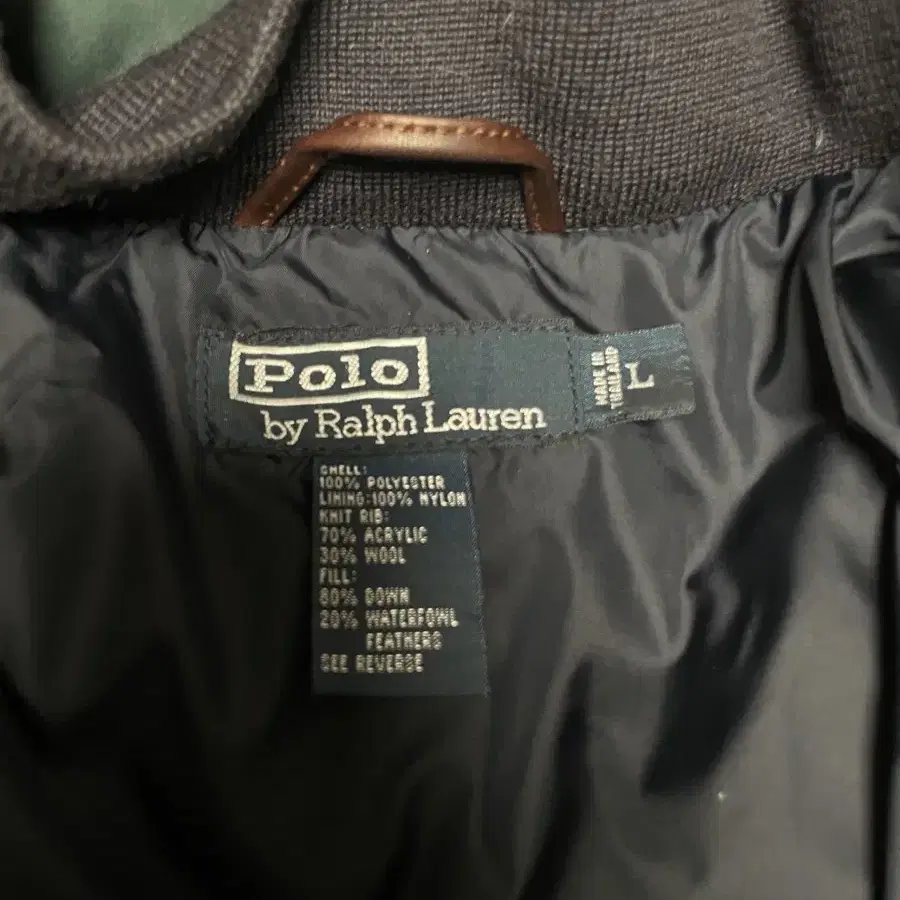 Polo
by Ralph Lauren
MADE IN
THAILAND
L
SHELL:
100% POLYESTER
LINING:100% NYLON
KNIT RIB:
70% ACRYLIC
30% WOOL
FILL:
80% DOWN
20% WATERFOWL
FEATHERS
SEE REVERSE